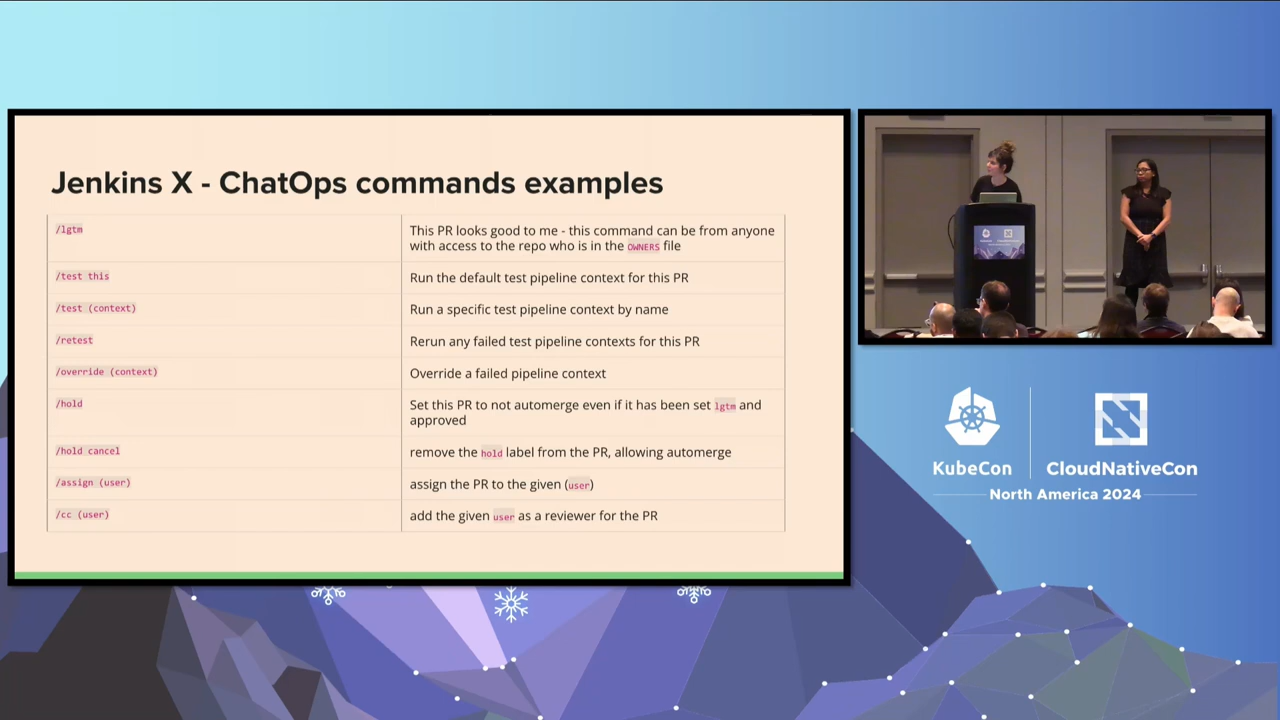 Jenkins X - ChatOps commands examples
/lgtm
This PR looks good to me - this command can be from anyone
with access to the repo who is in the OWNERS file
/test this
Run the default test pipeline context for this PR
/test (context)
Run a specific test pipeline context by name
/retest
Rerun any failed test pipeline contexts for this PR
/override (context)
Override a failed pipeline context
/hold
Set this PR to not automerge even if it has been set lgtm and
approved
/hold cancel
remove the hold label from the PR, allowing automerge
/assign (user)
assign the PR to the given (user)
/cc (user)
add the given user as a reviewer for the PR
KubeCon
CloudNativeCon
North America 2024